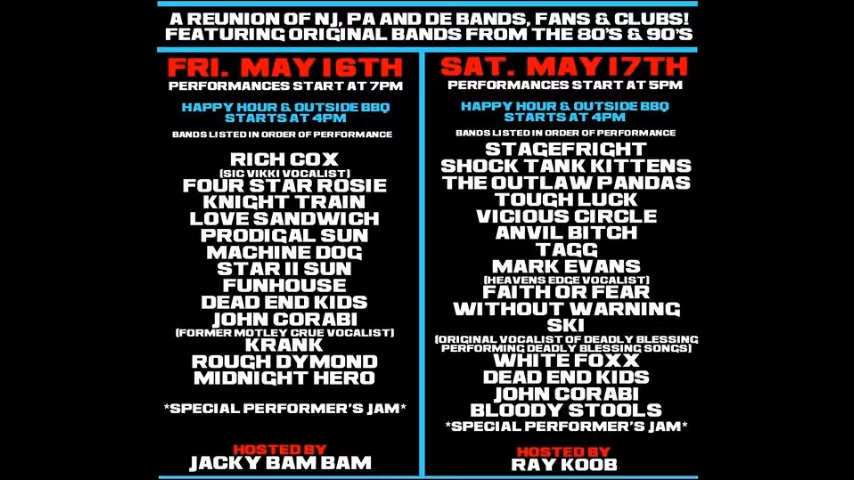 A REUNION OF NJ, PA AND DE BANDS, FANS & CLUBS!
FEATURING ORIGINAL BANDS FROM THE 80'S & 90'S
FRI. MAY 16TH
PERFORMANCES START AT 7PM
HAPPY HOUR & OUTSIDE BBQ
STARTS AT 4PM
BANDS LISTED IN ORDER OF PERFORMANCE
RICH COX
(SIC VIKKI VOCALIST)
FOUR STAR ROSIE
KNIGHT TRAIN
LOVE SANDWICH
PRODIGAL SUN
MACHINE DOG
STAR II SUN
FUNHOUSE
DEAD END KIDS
JOHN CORABI
(FORMER MOTLEY CRUE VOCALIST)
KRANK
ROUGH DYMOND
MIDNIGHT HERO
*SPECIAL PERFORMER'S JAM*
HOSTED BY
JACKY BAM BAM
SAT. MAY 17TH
PERFORMANCES START AT 5PM
HAPPY HOUR & OUTSIDE BBQ
STARTS AT 4PM
BANDS LISTED IN ORDER OF PERFORMANCE
STAGEFRIGHT
SHOCK TANK KITTENS
THE OUTLAW PANDAS
TOUGH LUCK
VICIOUS CIRCLE
ANVIL BITCH
TAGG
MARK EVANS
(HEAVENS EDGE VOCALIST)
FAITH OR FEAR
WITHOUT WARNING
SKI
(ORIGINAL VOCALIST OF DEADLY BLESSING
PERFORMING DEADLY BLESSING SONGS)
WHITE FOXX
DEAD END KIDS
JOHN CORABI
BLOODY STOOLS
*SPECIAL PERFORMER'S JAM*
HOSTED BY
RAY KOOB